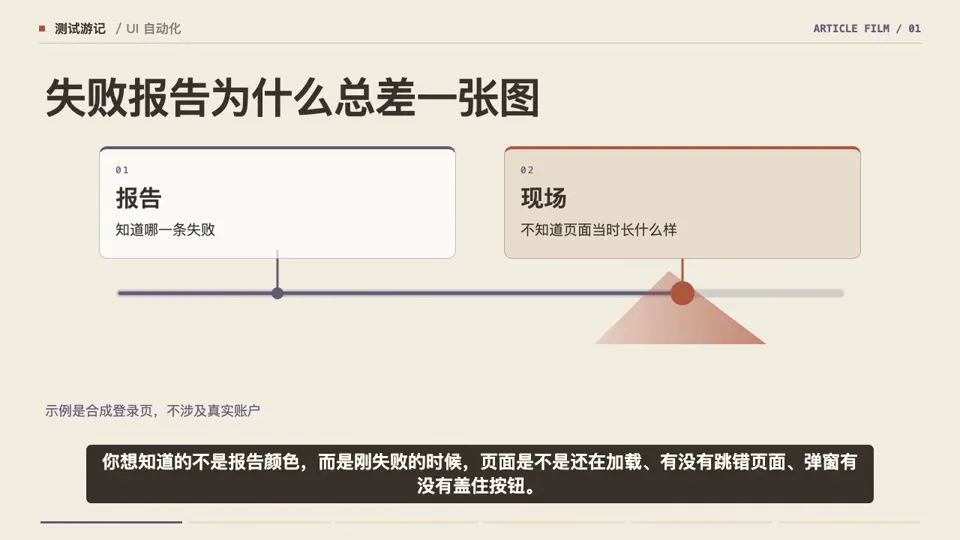 测试游记 / UI 自动化
ARTICLE FILM / 01
失败报告为什么总差一张图
01
报告
知道哪一条失败
02
现场
不知道页面当时长什么样
示例是合成登录页，不涉及真实账户
你想知道的不是报告颜色，而是刚失败的时候，页面是不是还在加载、有没有跳错页面、弹窗有
没有盖住按钮。